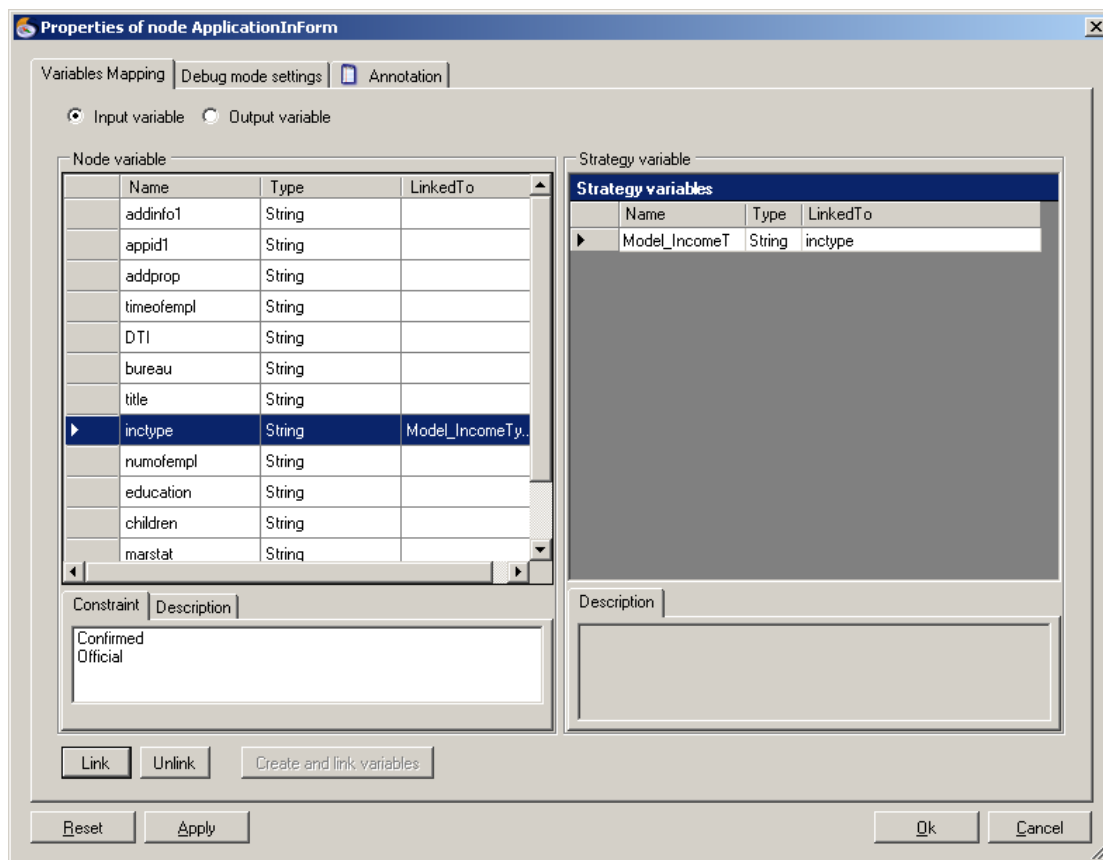 Properties of node ApplicationInForm
Variables Mapping Debug mode settings Annotation
Input variable Output variable
Node variable
Name Type LinkedTo
addinfo1 String
appid1 String
addprop String
timeofempl String
DTI String
bureau String
title String
inctype String Model_IncomeTy..
numofempl String
education String
children String
marstat String
Constraint Description
Confirmed
Official
Strategy variable
Strategy variables
Name Type LinkedTo
Model_IncomeT String inctype
Description
Link Unlink Create and link variables
Reset Apply Ok Cancel